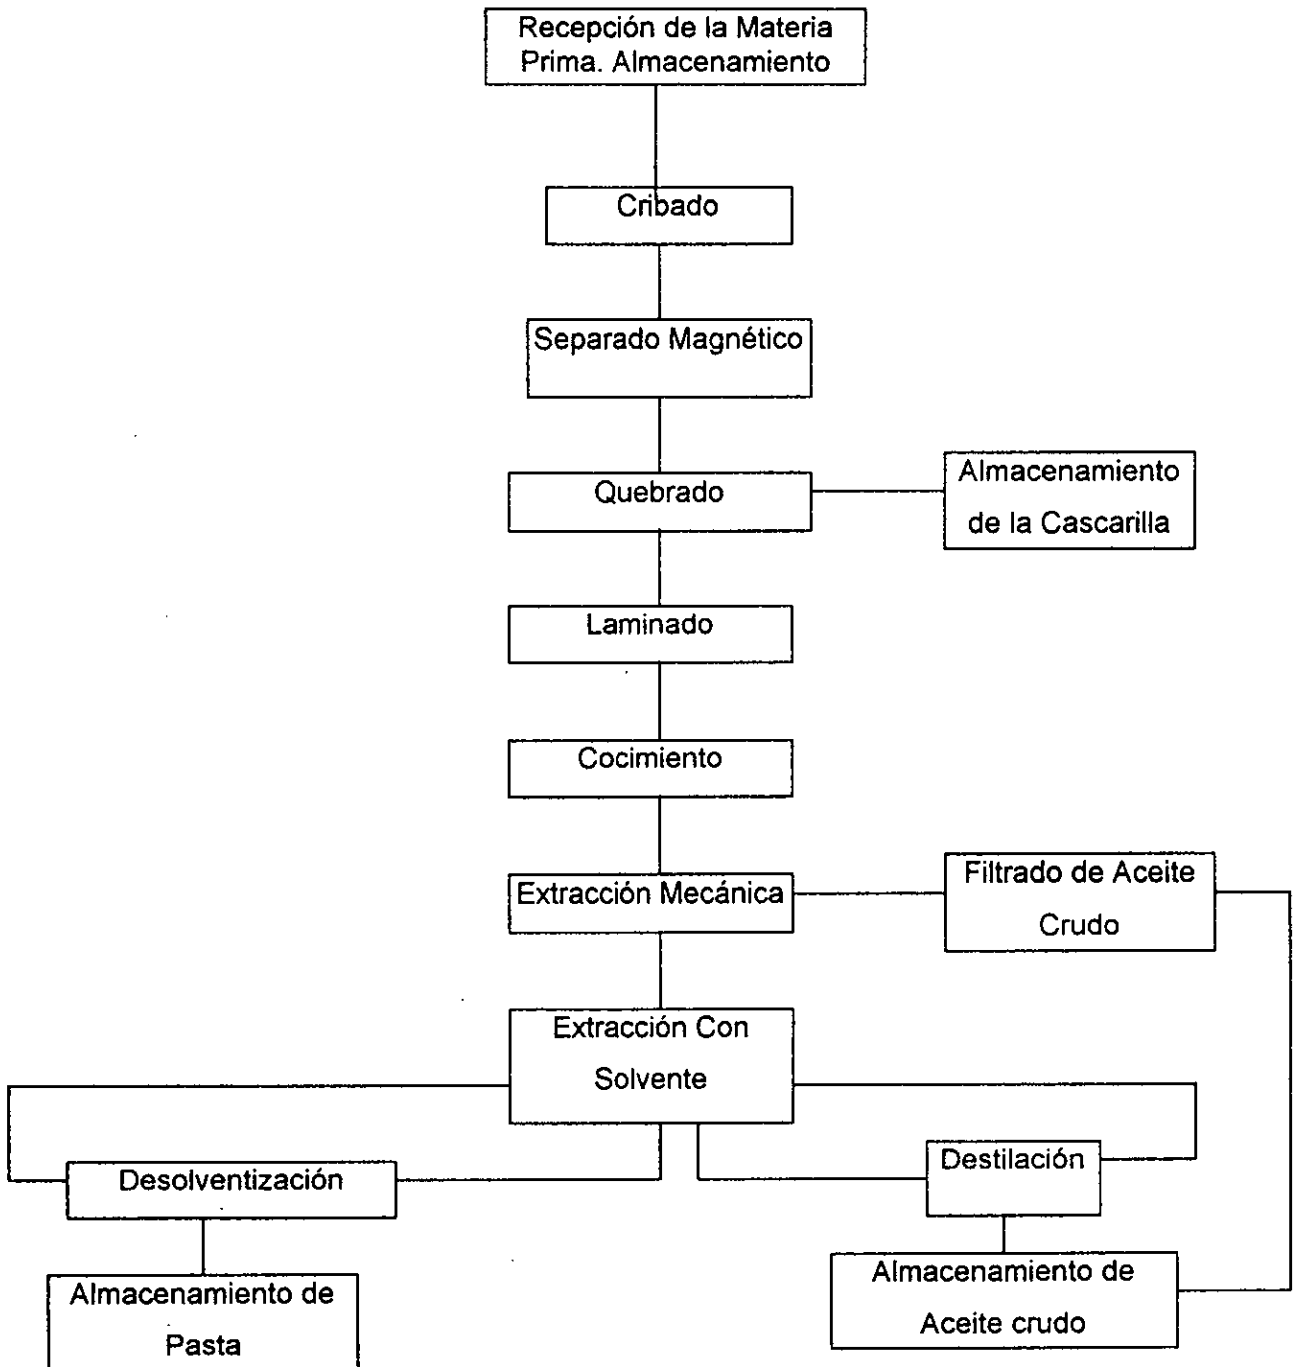 Recepción de la Materia
Prima. Almacenamiento
Cribado
Separado Magnético
Quebrado
Almacenamiento
de la Cascarilla
Laminado
Cocimiento
Extracción Mecánica
Filtrado de Aceite
Crudo
Extracción Con
Solvente
Desolventización
Destilación
Almacenamiento de
Pasta
Almacenamiento de
Aceite crudo